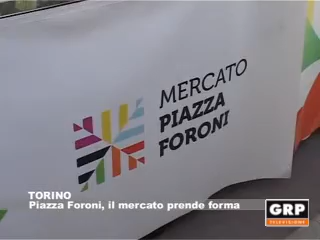 MERCATO
PIAZZA
FORONI
TORINO
Piazza Foroni, il mercato prende forma
GRP
TELEVISIONE